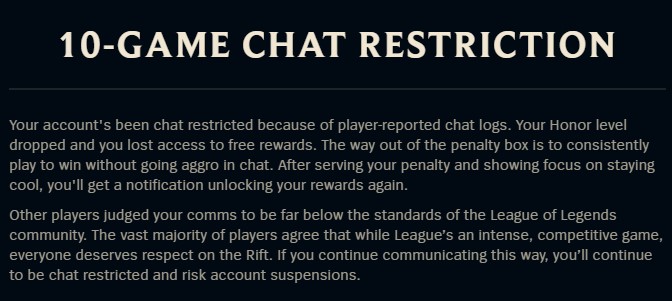 10-GAME CHAT RESTRICTION
Your account's been chat restricted because of player-reported chat logs. Your Honor level
dropped and you lost access to free rewards. The way out of the penalty box is to consistently
play to win without going aggro in chat. After serving your penalty and showing focus on staying
cool, you'll get a notification unlocking your rewards again.
Other players judged your comms to be far below the standards of the League of Legends
community. The vast majority of players agree that while League's an intense, competitive game,
everyone deserves respect on the Rift. If you continue communicating this way, you'll continue
to be chat restricted and risk account suspensions.